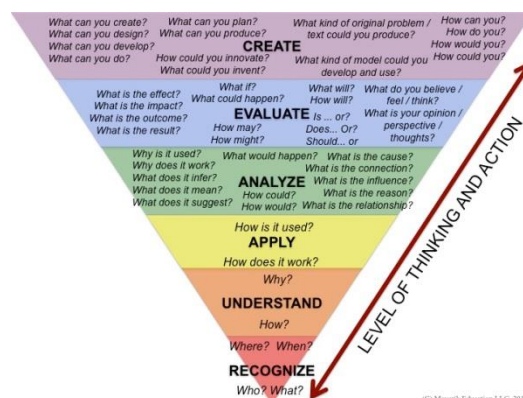 What can you create?
What can you design?
What can you develop?
What can you do?
What can you plan?
What can you produce?
CREATE
How could you innovate?
What could you invent?
What kind of original problem /
text could you produce?
What kind of model could you
develop and use?
How can you?
How do you?
How would you?
How could you?
What is the effect?
What is the impact?
What is the outcome?
What is the result?
What if?
What could happen?
EVALUATE
How may?
How might?
What will?
How will?
Is ... or?
Does... Or?
Should... or
What do you believe /
feel / think?
What is your opinion /
perspective /
thoughts?
Why is it used?
Why does it work?
What does it infer?
What does it mean?
What does it suggest?
What would happen?
ANALYZE
How could?
How would?
What is the cause?
What is the connection?
What is the influence?
What is the reason?
What is the relationship?
How is it used?
APPLY
How does it work?
Why?
UNDERSTAND
How?
Where? When?
RECOGNIZE
Who? What?
LEVEL OF THINKING AND ACTION